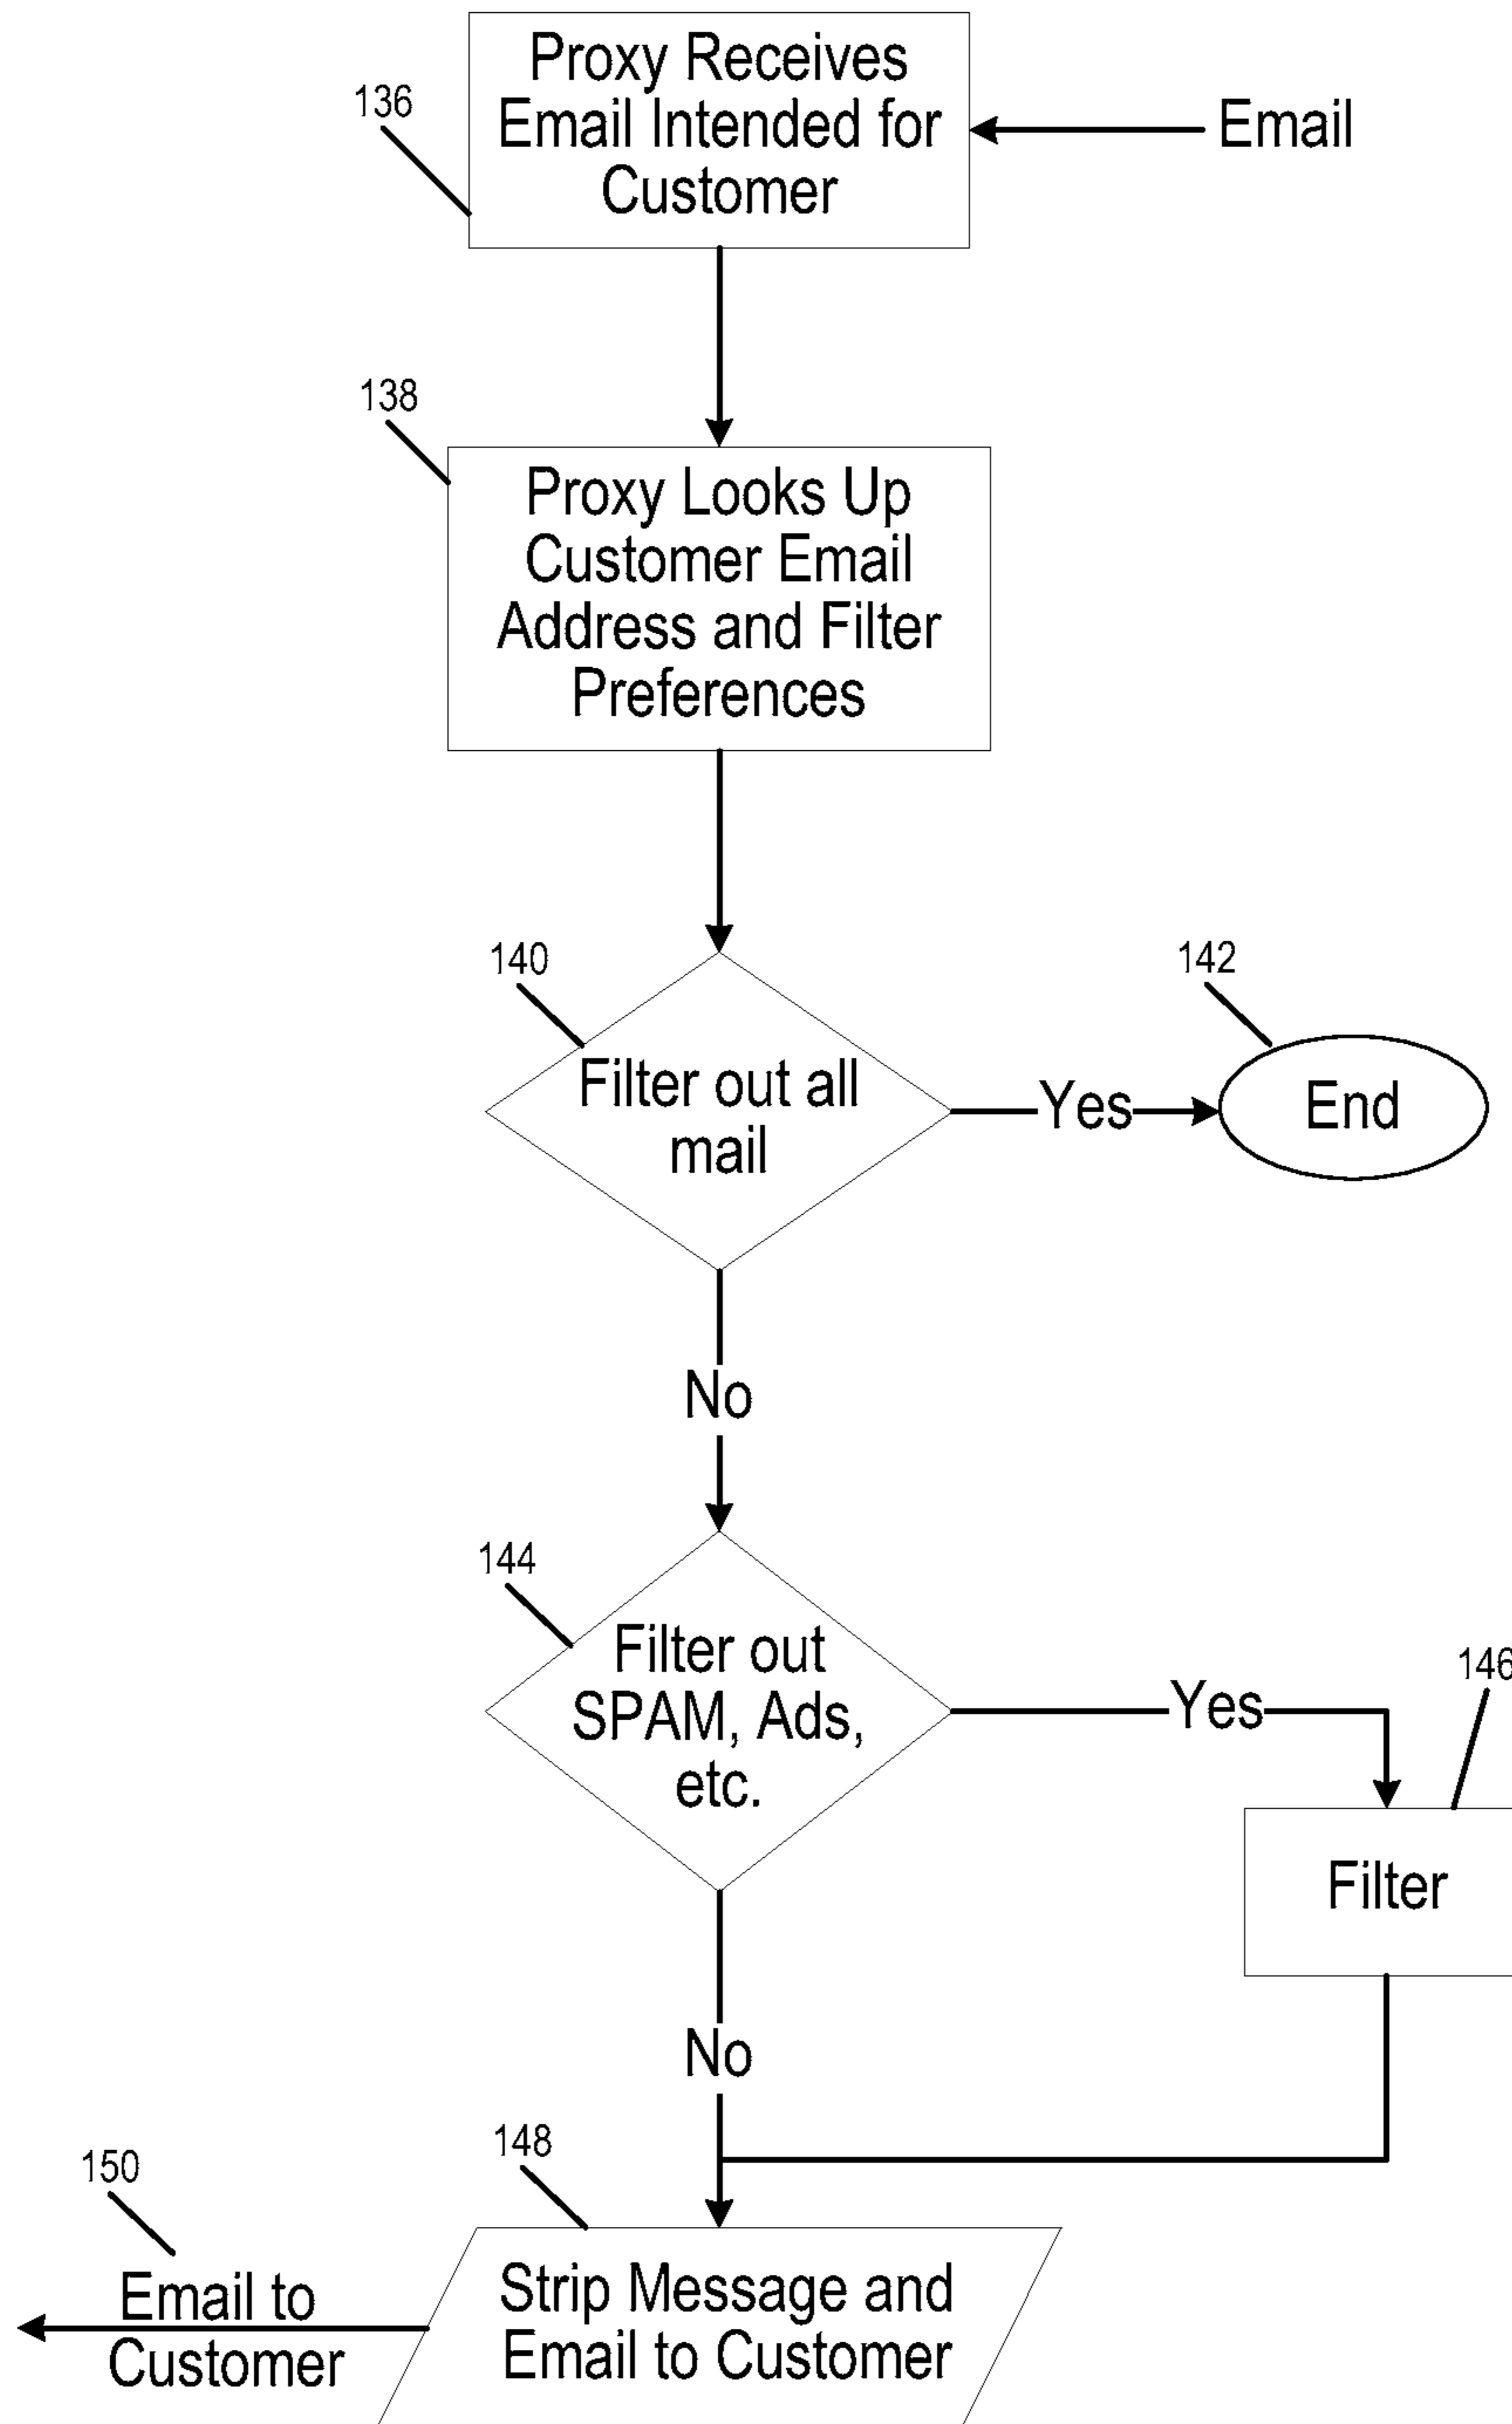 Proxy Receives
Email Intended for
Customer
136
Email
138
Proxy Looks Up
Customer Email
Address and Filter
Preferences
140
142
Filter out all
mail
Yes
End
No
144
Filter out
SPAM, Ads,
etc.
Yes
146
Filter
No
148
150
Strip Message and
Email to Customer
Email to
Customer